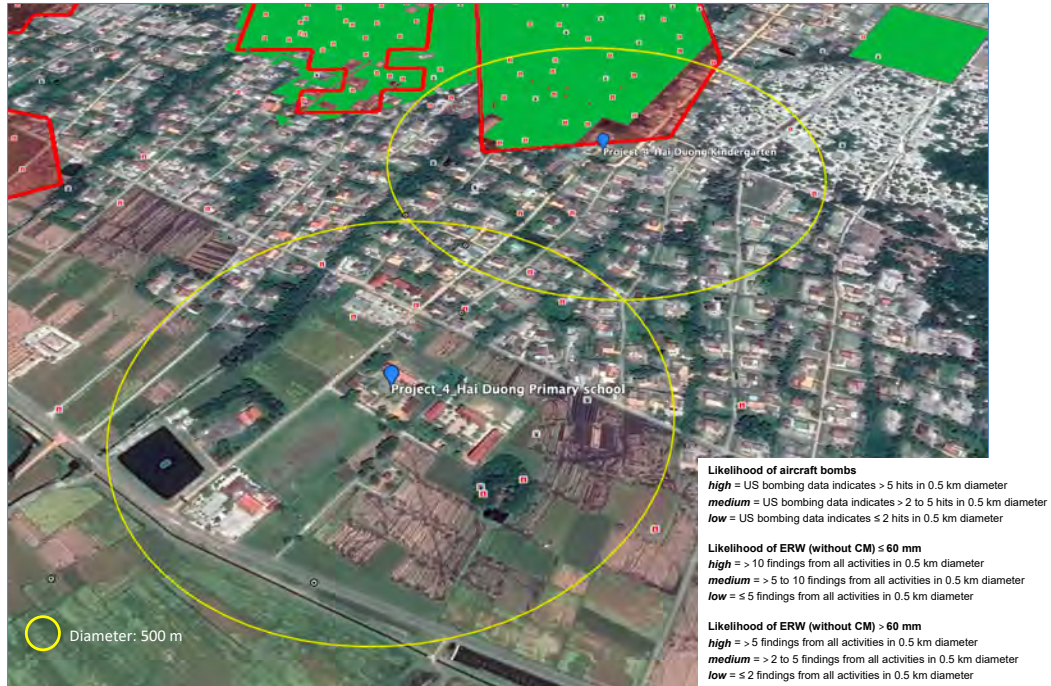 Project_4_Hai Duong Kindergarten
Project_4_Hai Duong Primary school
Diameter: 500 m
Likelihood of aircraft bombs
high = US bombing data indicates > 5 hits in 0.5 km diameter
medium = US bombing data indicates > 2 to 5 hits in 0.5 km diameter
low = US bombing data indicates ≤ 2 hits in 0.5 km diameter
Likelihood of ERW (without CM) ≤ 60 mm
high = > 10 findings from all activities in 0.5 km diameter
medium = > 5 to 10 findings from all activities in 0.5 km diameter
low = ≤ 5 findings from all activities in 0.5 km diameter
Likelihood of ERW (without CM) > 60 mm
high = > 5 findings from all activities in 0.5 km diameter
medium = > 2 to 5 findings from all activities in 0.5 km diameter
low = ≤ 2 findings from all activities in 0.5 km diameter